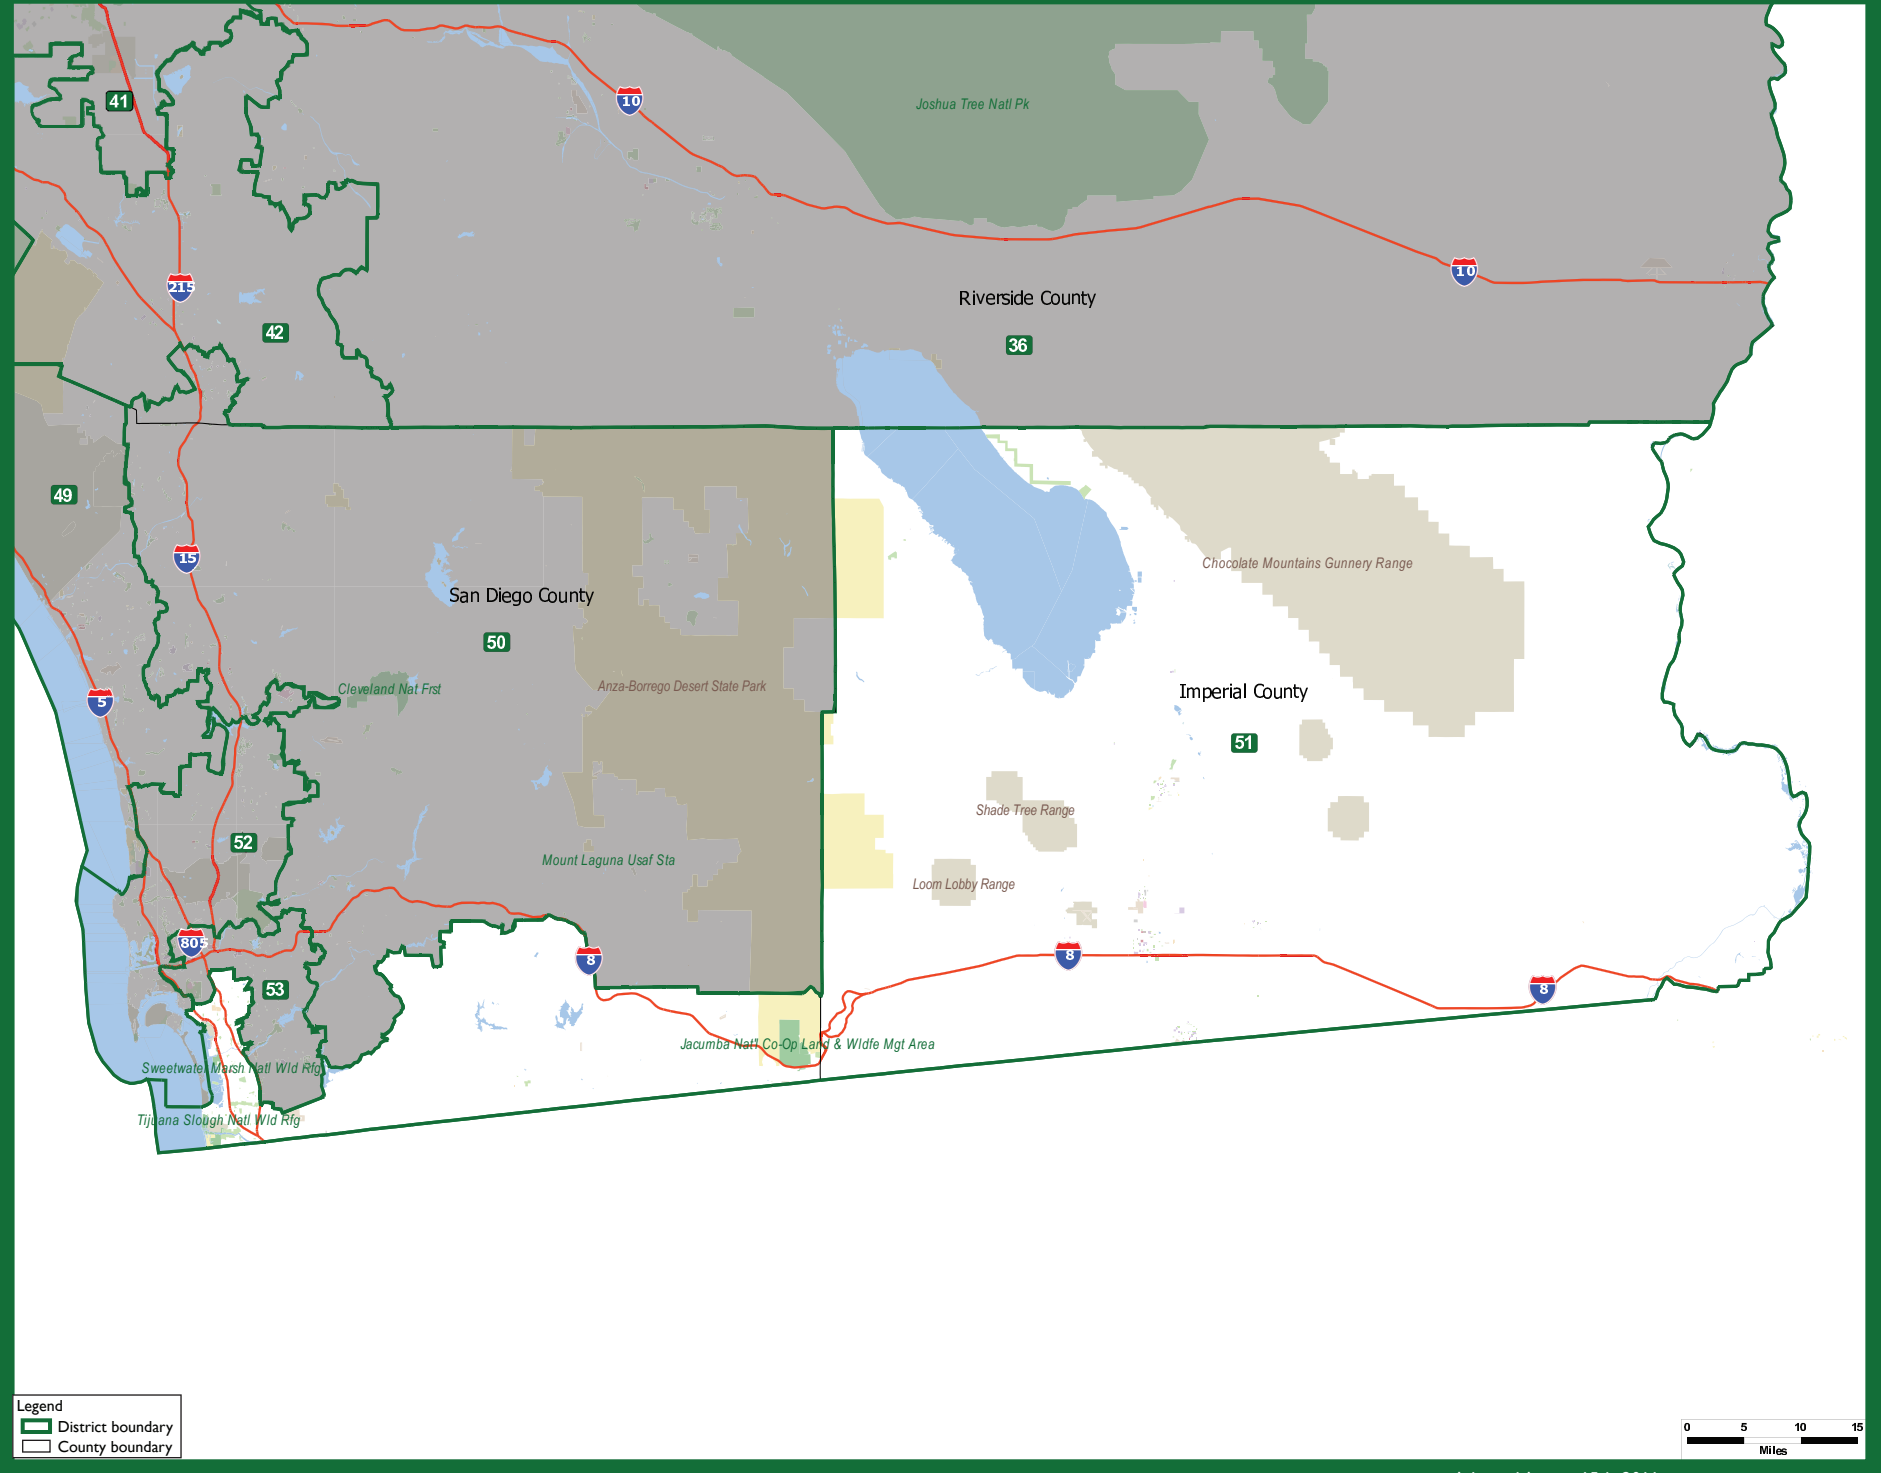 41
10
Joshua Tree Natl Pk
10
215
Riverside County
42
36
49
Chocolate Mountains Gunnery Range
15
San Diego County
50
Cleveland Nat Frst
Anza-Borrego Desert State Park
Imperial County
5
51
Shade Tree Range
52
Mount Laguna Usaf Sta
Loom Lobby Range
805
8
8
53
8
Jacumba Nat'l Co-Op Land & Wldfe Mgt Area
Sweetwater Marsh Natl Wld Rfg
Tijuana Slough Natl Wld Rfg
Legend
District boundary
County boundary
0 5 10 15
Miles